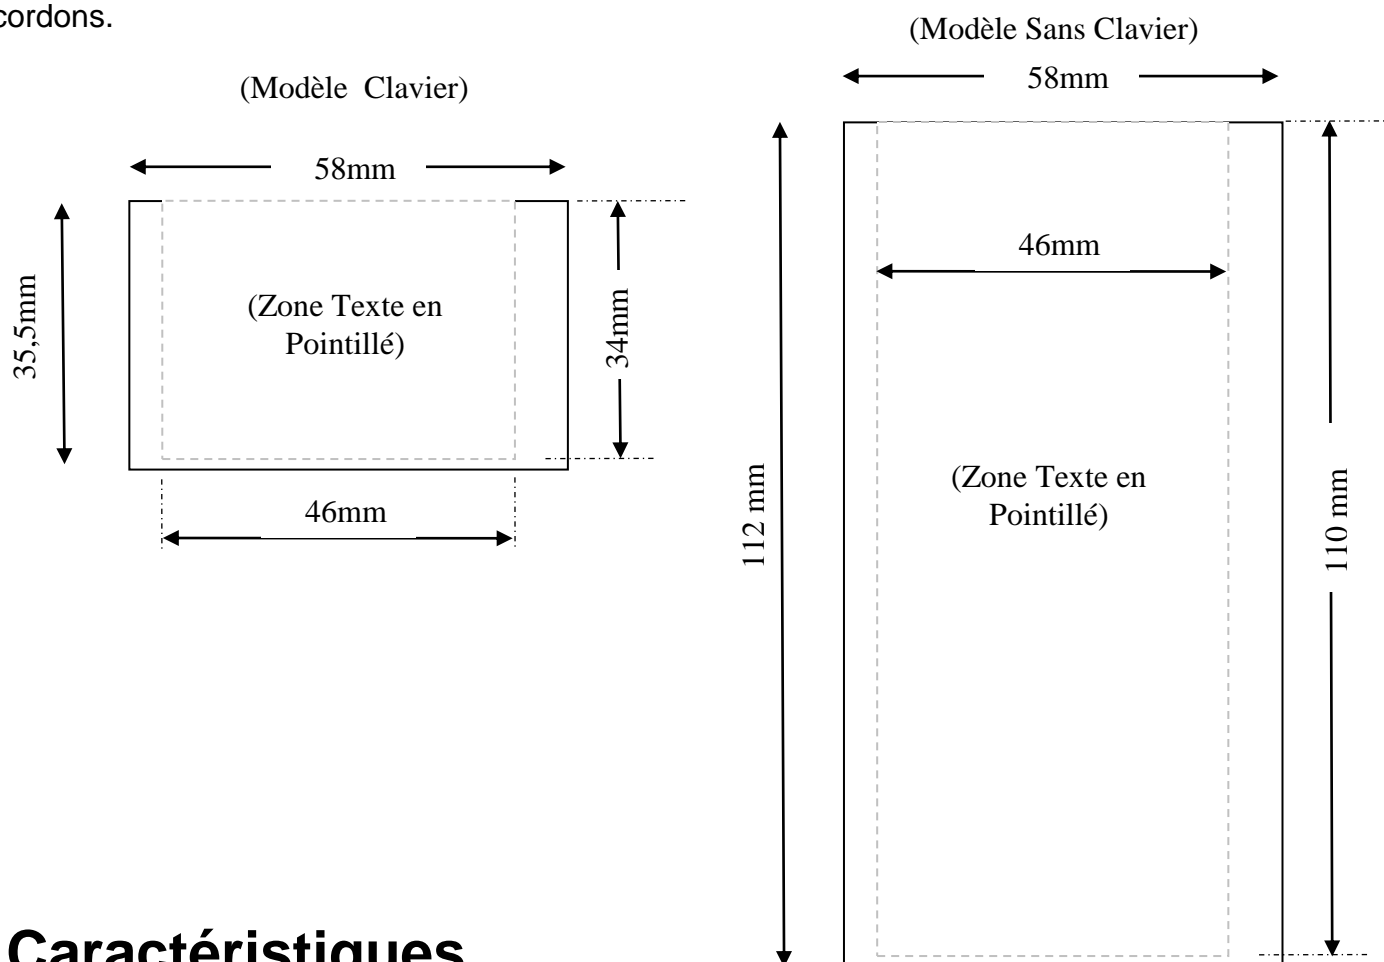 cordons.
(Modèle Clavier)
58mm
35,5mm
(Zone Texte en
Pointillé)
34mm
46mm
(Modèle Sans Clavier)
58mm
46mm
112 mm
(Zone Texte en
Pointillé)
110 mm
Caractéristiques